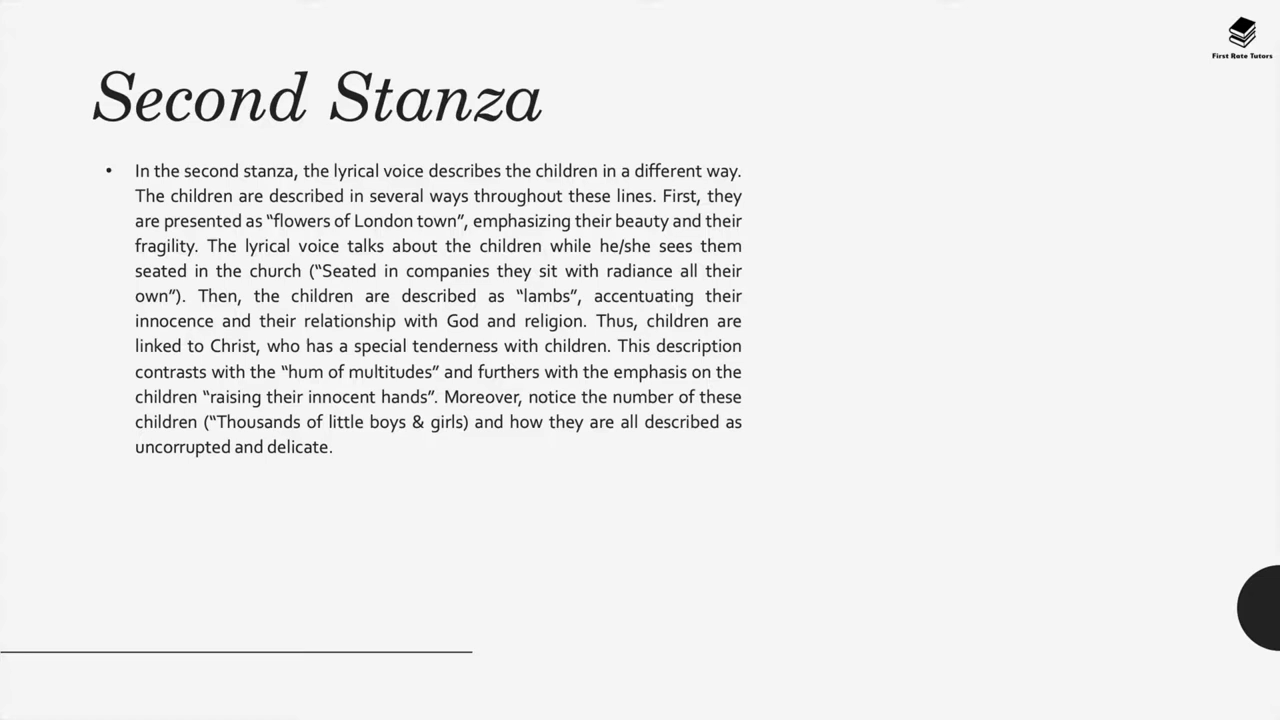 First Rate Tutors
Second Stanza
• In the second stanza, the lyrical voice describes the children in a different way.
The children are described in several ways throughout these lines. First, they
are presented as “flowers of London town”, emphasizing their beauty and their
fragility. The lyrical voice talks about the children while he/she sees them
seated in the church (“Seated in companies they sit with radiance all their
own”). Then, the children are described as “lambs”, accentuating their
innocence and their relationship with God and religion. Thus, children are
linked to Christ, who has a special tenderness with children. This description
contrasts with the “hum of multitudes” and furthers with the emphasis on the
children “raising their innocent hands”. Moreover, notice the number of these
children (“Thousands of little boys & girls) and how they are all described as
uncorrupted and delicate.